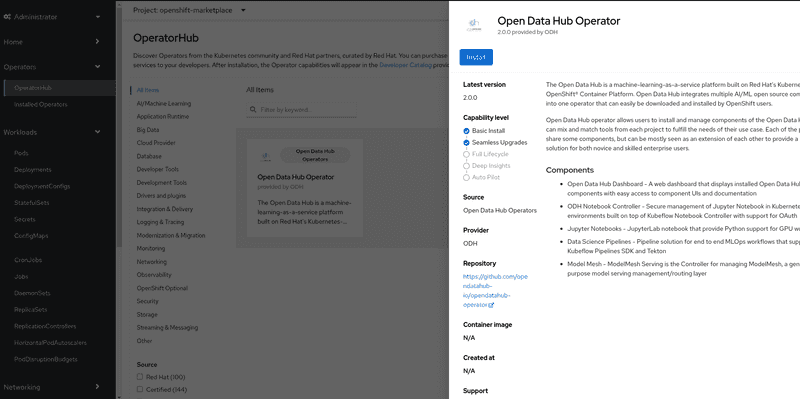 Administrator
Home
Operators
OperatorHub
Installed Operators
Workloads
Pods
Deployments
DeploymentConfigs
StatefulSets
Secrets
ConfigMaps
CronJobs
Jobs
DaemonSets
ReplicaSets
ReplicationControllers
HorizontalPodAutoscalers
PodDisruptionBudgets
Networking
Project: openshift-marketplace
OperatorHub
Discover Operators from the Kubernetes community and Red Hat partners, curated by Red Hat. You can purchase
services to your developers. After installation, the Operator capabilities will appear in the Developer Catalog
All Items
AI/Machine Learning
Application Runtime
Big Data
Cloud Provider
Database
Developer Tools
Development Tools
Drivers and plugins
Integration & Delivery
Logging & Tracing
Modernization & Migration
Monitoring
Networking
Observability
OpenShift Optional
Security
Storage
Streaming & Messaging
Other
Source
Red Hat (100)
Certified (144)
All Items
Filter by keyword...
Open Data Hub
Operators
Open Data Hub Operator
provided by ODH
The Open Data Hub is a machine-
learning-as-a-service platform
built on Red Hat's Kubernetes-...
Open Data Hub Operator
2.0.0 provided by ODH
Install
Latest version
2.0.0
Capability level
Basic Install
Seamless Upgrades
Full Lifecycle
Deep Insights
Auto Pilot
Source
Open Data Hub Operators
Provider
ODH
Repository
https://github.com/ope
ndatahub-
io/opendatahub-
operator
Container image
N/A
Created at
N/A
Support
The Open Data Hub is a machine-learning-as-a-service platform built on Red Hat's Kuberne
OpenShift® Container Platform. Open Data Hub integrates multiple AI/ML open source com
into one operator that can easily be downloaded and installed by OpenShift users.
Open Data Hub operator allows users to install and manage components of the Open Data H
can mix and match tools from each project to fulfill the needs of their use case. Each of the p
share some components, but can be mostly seen as an extension of each other to provide a
solution for both novice and skilled enterprise users.
Components
• Open Data Hub Dashboard - A web dashboard that displays installed Open Data Hu
components with easy access to component UIs and documentation
• ODH Notebook Controller - Secure management of Jupyter Notebook in Kubernete
environments built on top of Kubeflow Notebook Controller with support for OAuth
• Jupyter Notebooks - JupyterLab notebook that provide Python support for GPU w
• Data Science Pipelines - Pipeline solution for end to end MLOps workflows that sup
Kubeflow Pipelines SDK and Tekton
• Model Mesh - ModelMesh Serving is the Controller for managing ModelMesh, a gen
purpose model serving management/routing layer